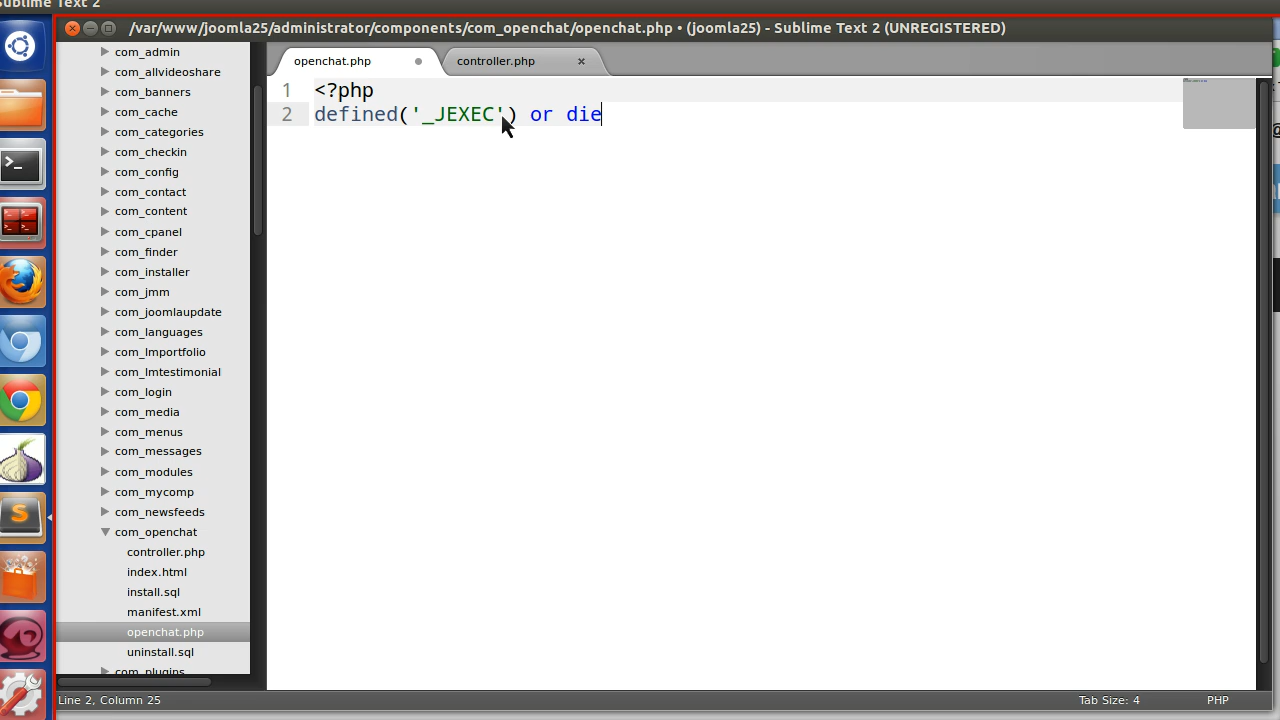 Sublime Text 2
/var/www/joomla25/administrator/components/com_openchat/openchat.php • (joomla25) - Sublime Text 2 (UNREGISTERED)
com_admin
com_allvideoshare
com_banners
com_cache
com_categories
com_checkin
com_config
com_contact
com_content
com_cpanel
com_finder
com_installer
com_jmm
com_joomlaupdate
com_languages
com_lmportfolio
com_lmtestimonial
com_login
com_media
com_menus
com_messages
com_modules
com_mycomp
com_newsfeeds
com_openchat
controller.php
index.html
install.sql
manifest.xml
openchat.php
uninstall.sql
com_plugins
openchat.php
controller.php
1 <?php
2 defined('_JEXEC') or die
Line 2, Column 25
Tab Size: 4
PHP